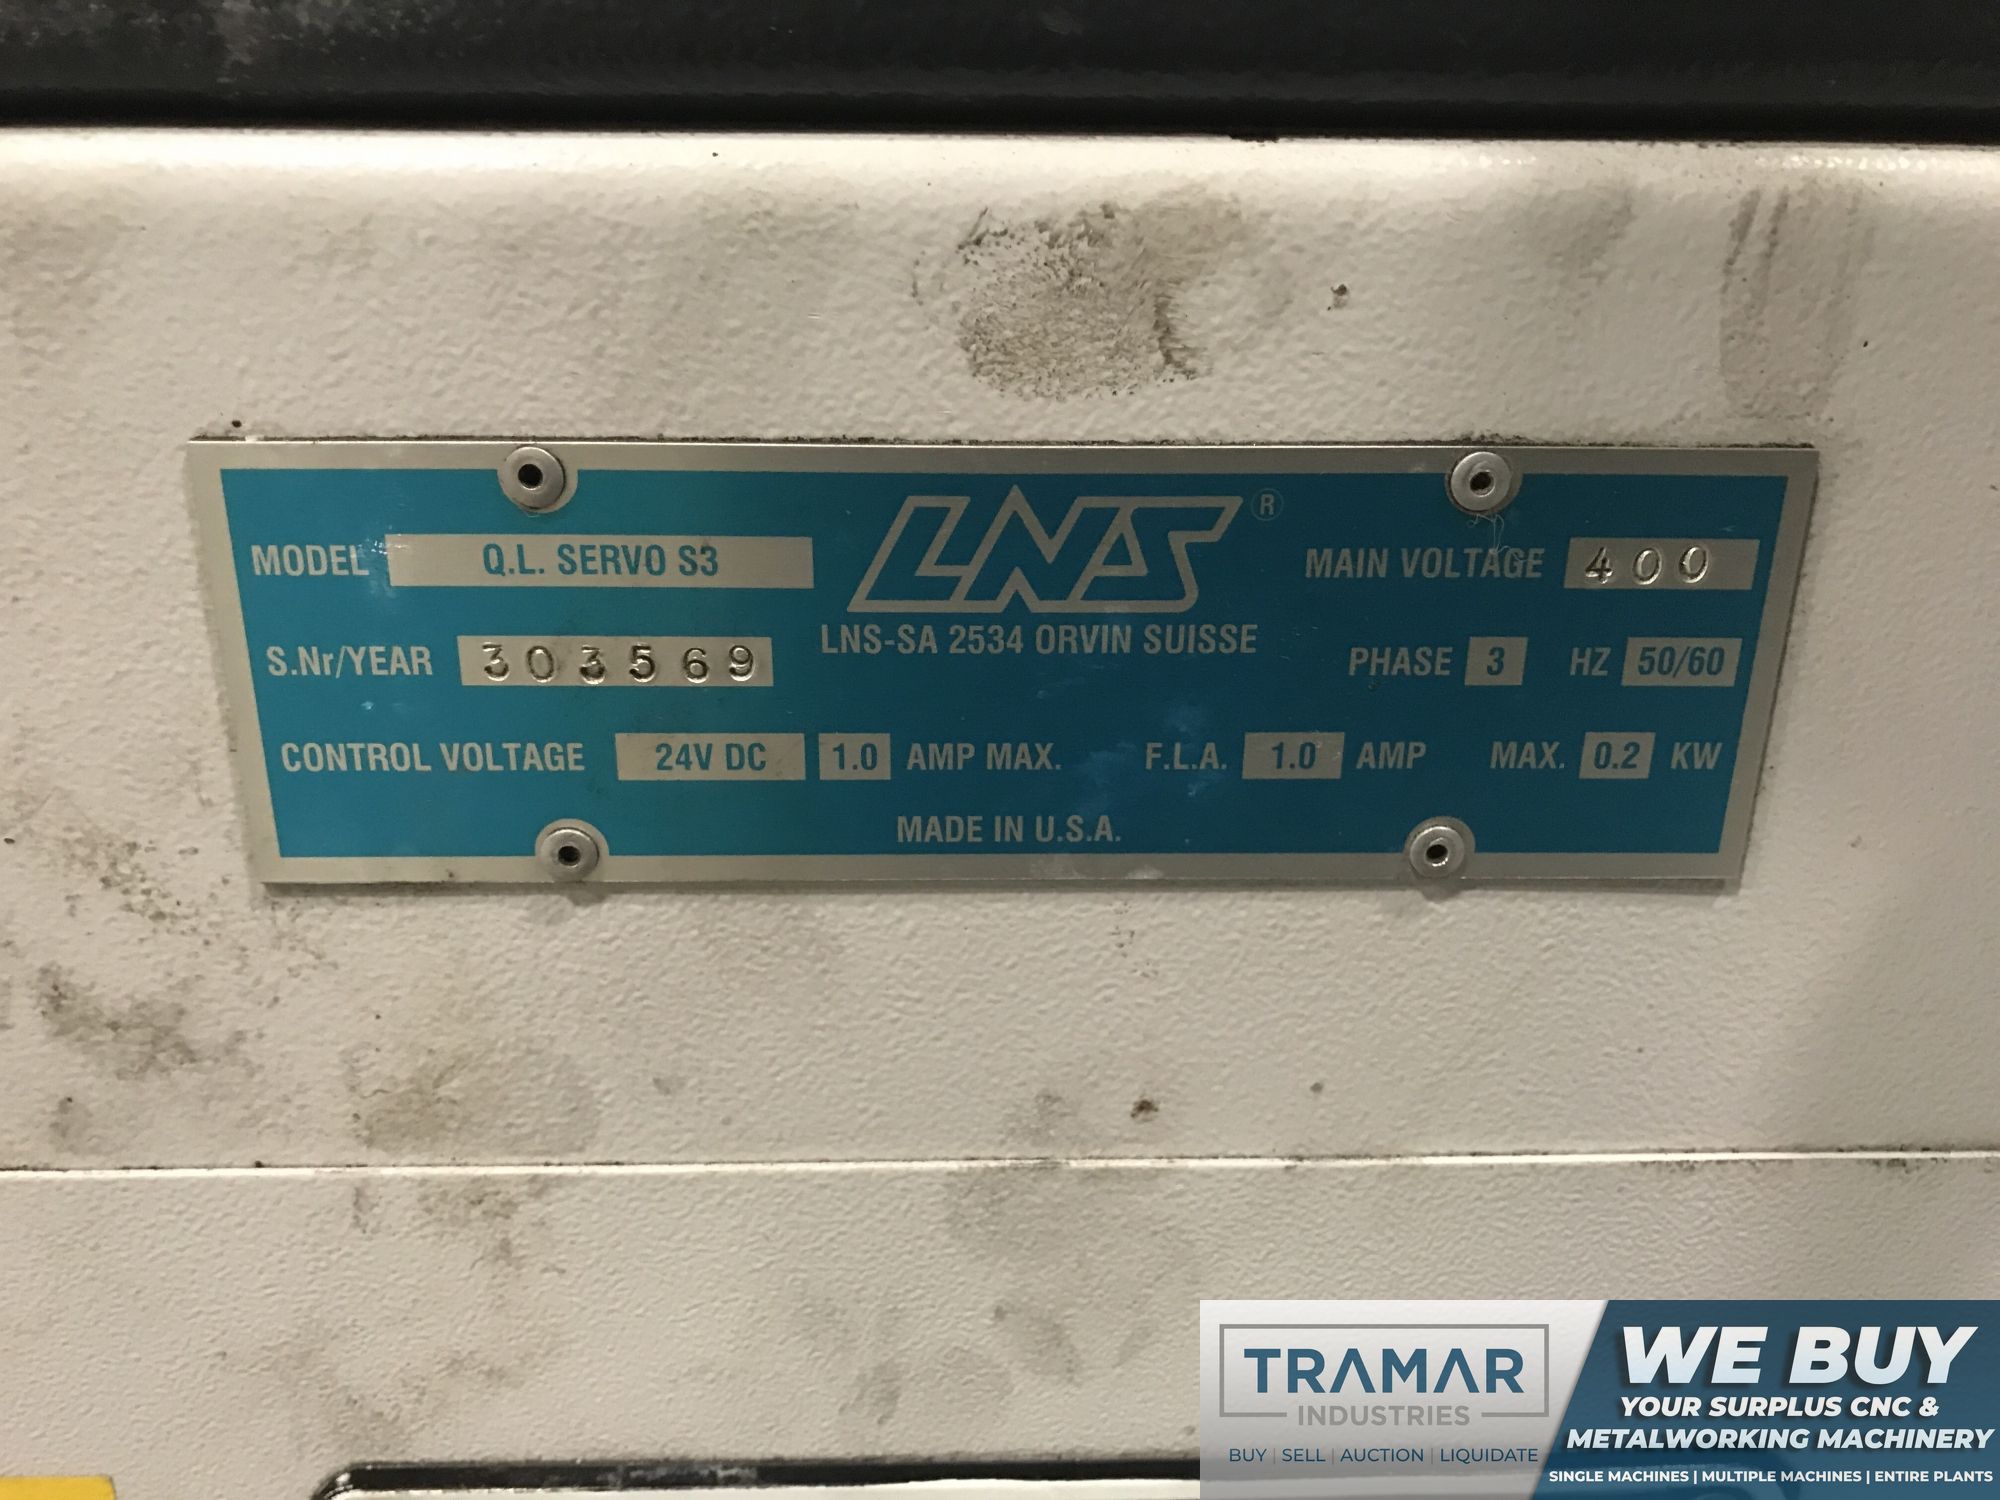 LNS®
MODEL Q.L. SERVO S3
LNS-SA 2534 ORVIN SUISSE
MAIN VOLTAGE 400
S.Nr/YEAR 303569
PHASE 3 HZ 50/60
CONTROL VOLTAGE 24V DC 1.0 AMP MAX. F.L.A. 1.0 AMP MAX. 0.2 KW
MADE IN U.S.A.
TRAMAR
INDUSTRIES
BUY | SELL | AUCTION | LIQUIDATE
WE BUY
YOUR SURPLUS CNC &
METALWORKING MACHINERY
SINGLE MACHINES | MULTIPLE MACHINES | ENTIRE PLANTS